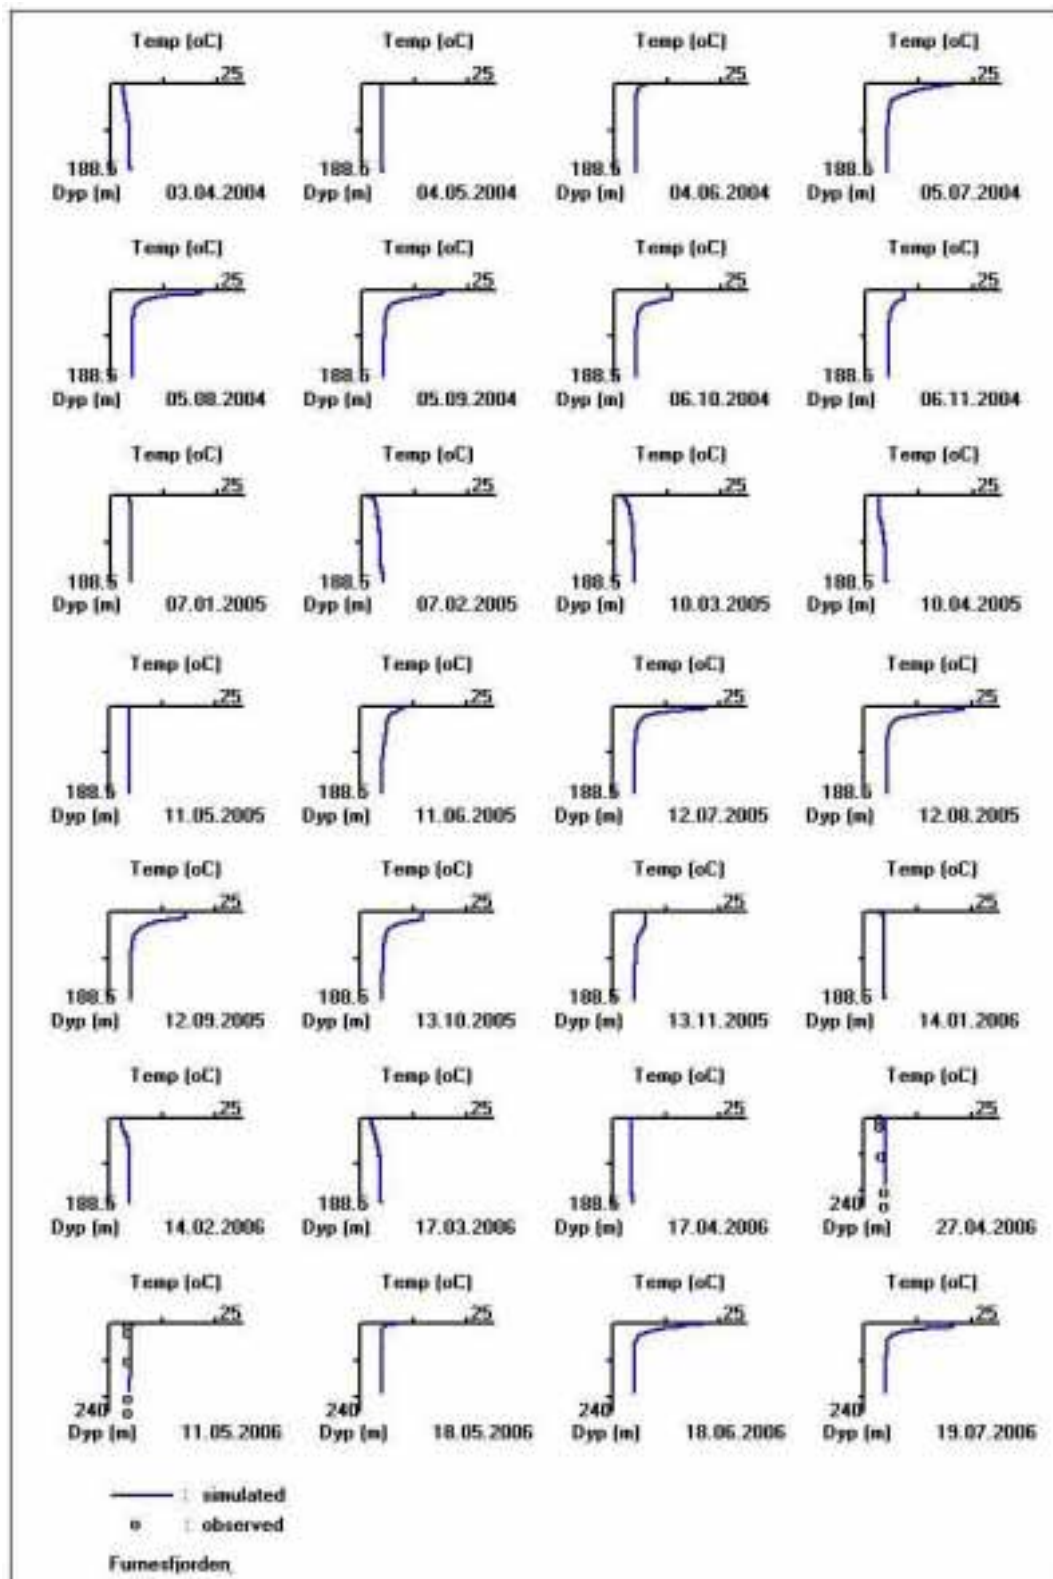 Temp (oC) Temp (oC) Temp (oC) Temp (oC)
25 25 25 25
188.5 188.5 188.5 188.5
Dyp (m) 03.04.2004 Dyp (m) 04.05.2004 Dyp (m) 04.06.2004 Dyp (m) 05.07.2004
Temp (oC) Temp (oC) Temp (oC) Temp (oC)
25 25 25 25
188.5 188.5 188.5 188.5
Dyp (m) 05.08.2004 Dyp (m) 05.09.2004 Dyp (m) 06.10.2004 Dyp (m) 06.11.2004
Temp (oC) Temp (oC) Temp (oC) Temp (oC)
25 25 25 25
188.5 188.5 188.5 188.5
Dyp (m) 07.01.2005 Dyp (m) 07.02.2005 Dyp (m) 10.03.2005 Dyp (m) 10.04.2005
Temp (oC) Temp (oC) Temp (oC) Temp (oC)
25 25 25 25
188.5 188.5 188.5 188.5
Dyp (m) 11.05.2005 Dyp (m) 11.06.2005 Dyp (m) 12.07.2005 Dyp (m) 12.08.2005
Temp (oC) Temp (oC) Temp (oC) Temp (oC)
25 25 25 25
188.5 188.5 188.5 188.5
Dyp (m) 12.09.2005 Dyp (m) 13.10.2005 Dyp (m) 13.11.2005 Dyp (m) 14.01.2006
Temp (oC) Temp (oC) Temp (oC) Temp (oC)
25 25 25 25
188.5 188.5 188.5 240
Dyp (m) 14.02.2006 Dyp (m) 17.03.2006 Dyp (m) 17.04.2006 Dyp (m) 27.04.2006
Temp (oC) Temp (oC) Temp (oC) Temp (oC)
25 25 25 25
240 240 240 240
Dyp (m) 11.05.2006 Dyp (m) 18.05.2006 Dyp (m) 18.06.2006 Dyp (m) 19.07.2006
: simulated
: observed
Furnesfjorden